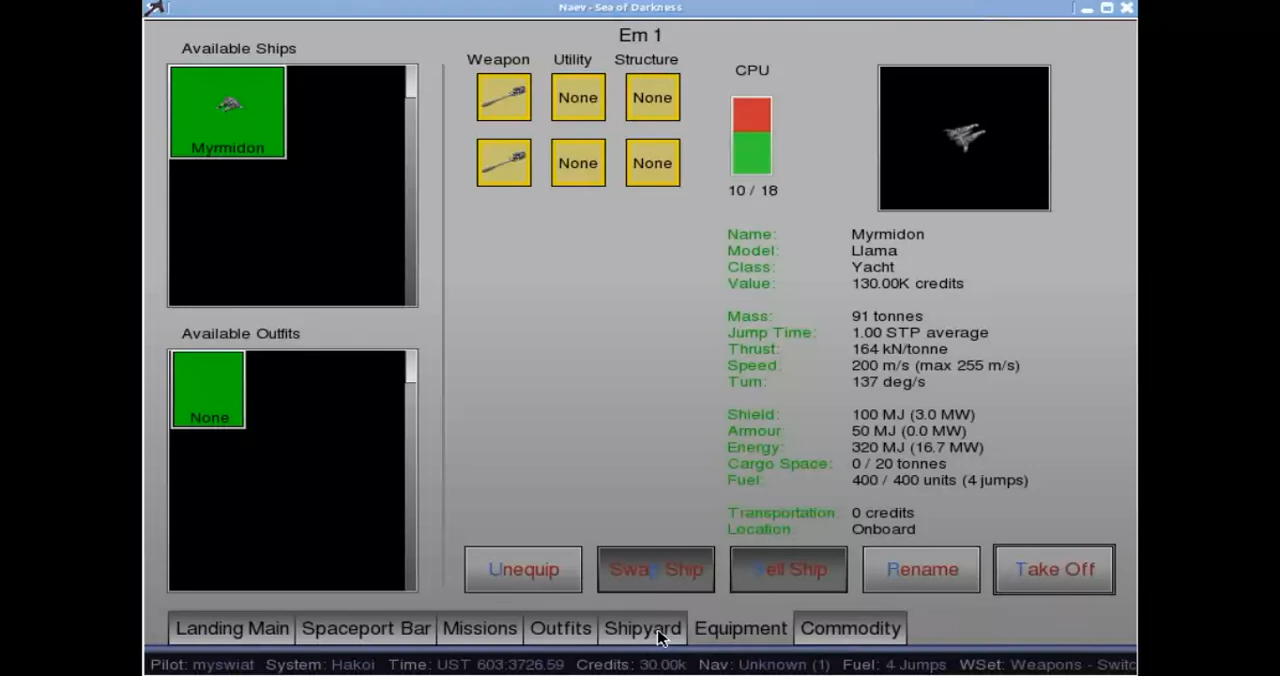 Naev - Sea of Darkness
Em 1
Available Ships
Myrmidon
Available Outfits
None
Weapon Utility Structure
None None
None None
CPU
10 / 18
Name: Myrmidon
Model: Llama
Class: Yacht
Value: 130.00K credits
Mass: 91 tonnes
Jump Time: 1.00 STP average
Thrust: 164 kN/tonne
Speed: 200 m/s (max 255 m/s)
Turn: 137 deg/s
Shield: 100 MJ (3.0 MW)
Armour: 50 MJ (0.0 MW)
Energy: 320 MJ (16.7 MW)
Cargo Space: 0 / 20 tonnes
Fuel: 400 / 400 units (4 jumps)
Transportation: 0 credits
Location: Onboard
Unequip Swap Ship Sell Ship Rename Take Off
Landing Main Spaceport Bar Missions Outfits Shipyard Equipment Commodity
Pilot: myswiat System: Hakoi Time: UST 603:3726.59 Credits: 30.00k Nav: Unknown (1) Fuel: 4 Jumps WSet: Weapons - Switc